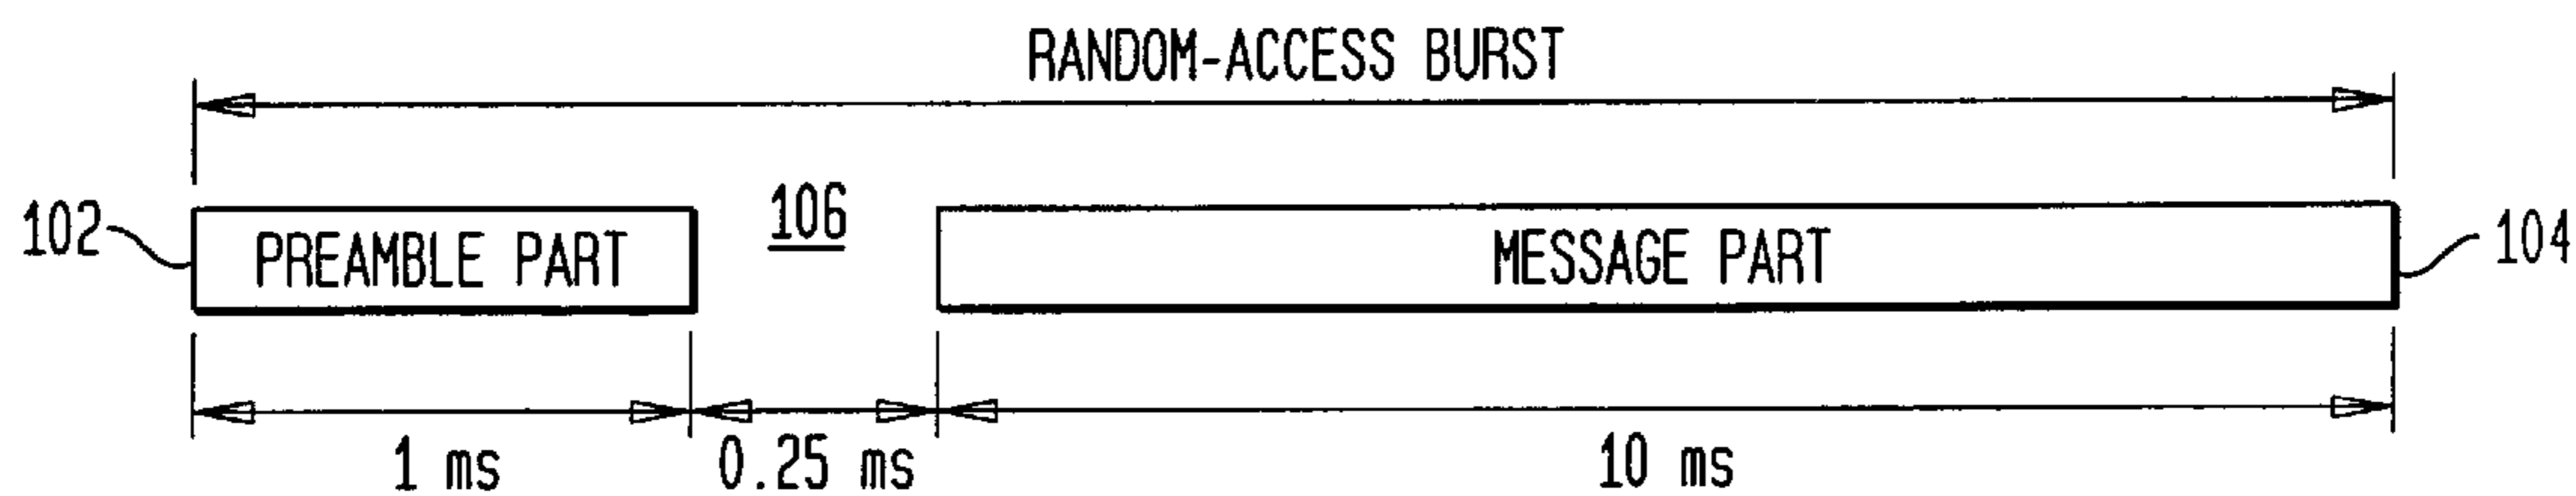 RANDOM-ACCESS BURST
106
102
PREAMBLE PART
MESSAGE PART
104
1 ms
0.25 ms
10 ms